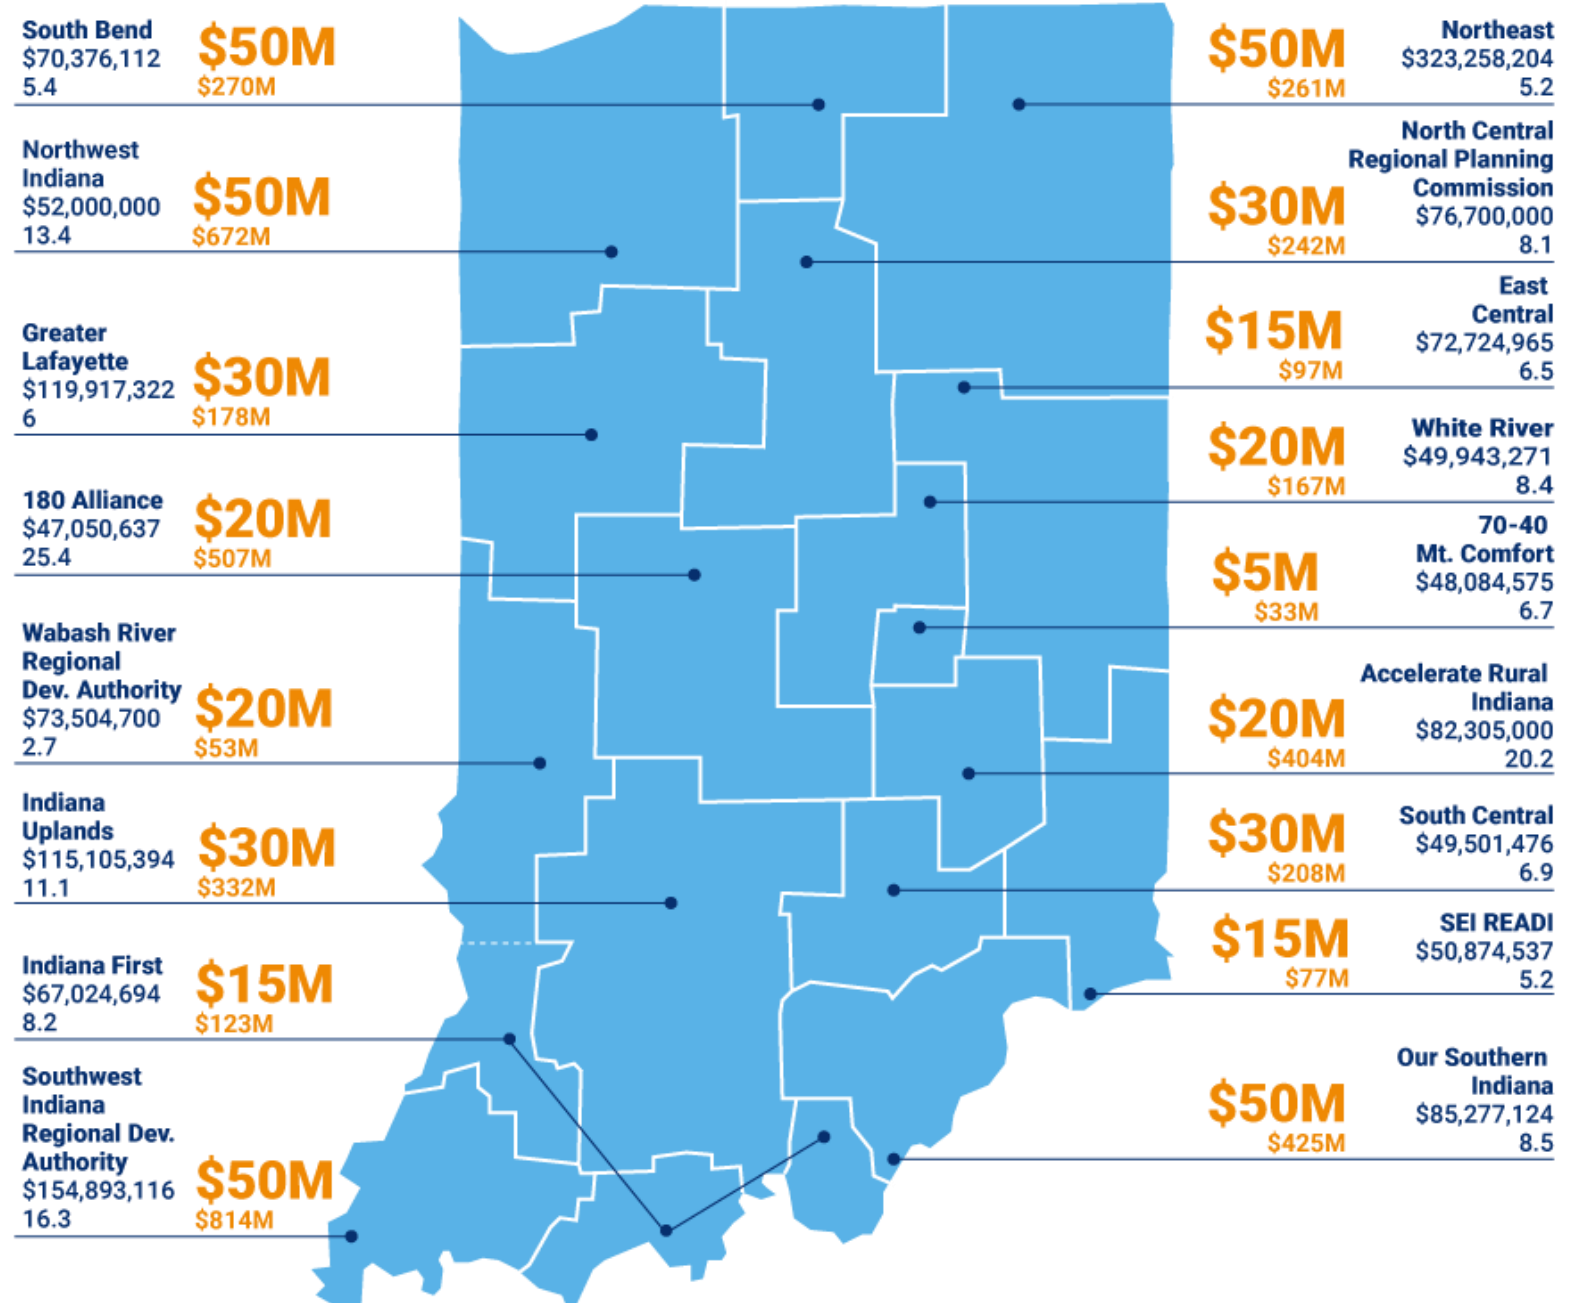 South Bend
$70,376,112
5.4
$50M
$270M
Northwest
Indiana
$52,000,000
13.4
$50M
$672M
Greater
Lafayette
$119,917,322
6
$30M
$178M
180 Alliance
$47,050,637
25.4
$20M
$507M
Wabash River
Regional
Dev. Authority
$73,504,700
2.7
$20M
$53M
Indiana
Uplands
$115,105,394
11.1
$30M
$332M
Indiana First
$67,024,694
8.2
$15M
$123M
Southwest
Indiana
Regional Dev.
Authority
$154,893,116
16.3
$50M
$814M
$50M
$261M
Northeast
$323,258,204
5.2
North Central
Regional Planning
Commission
$76,700,000
8.1
$30M
$242M
East
Central
$72,724,965
6.5
$15M
$97M
White River
$49,943,271
8.4
$20M
$167M
70-40
Mt. Comfort
$48,084,575
6.7
$5M
$33M
Accelerate Rural
Indiana
$82,305,000
20.2
$20M
$404M
South Central
$49,501,476
6.9
$30M
$208M
SEI READI
$50,874,537
5.2
$15M
$77M
Our Southern
Indiana
$85,277,124
8.5
$50M
$425M